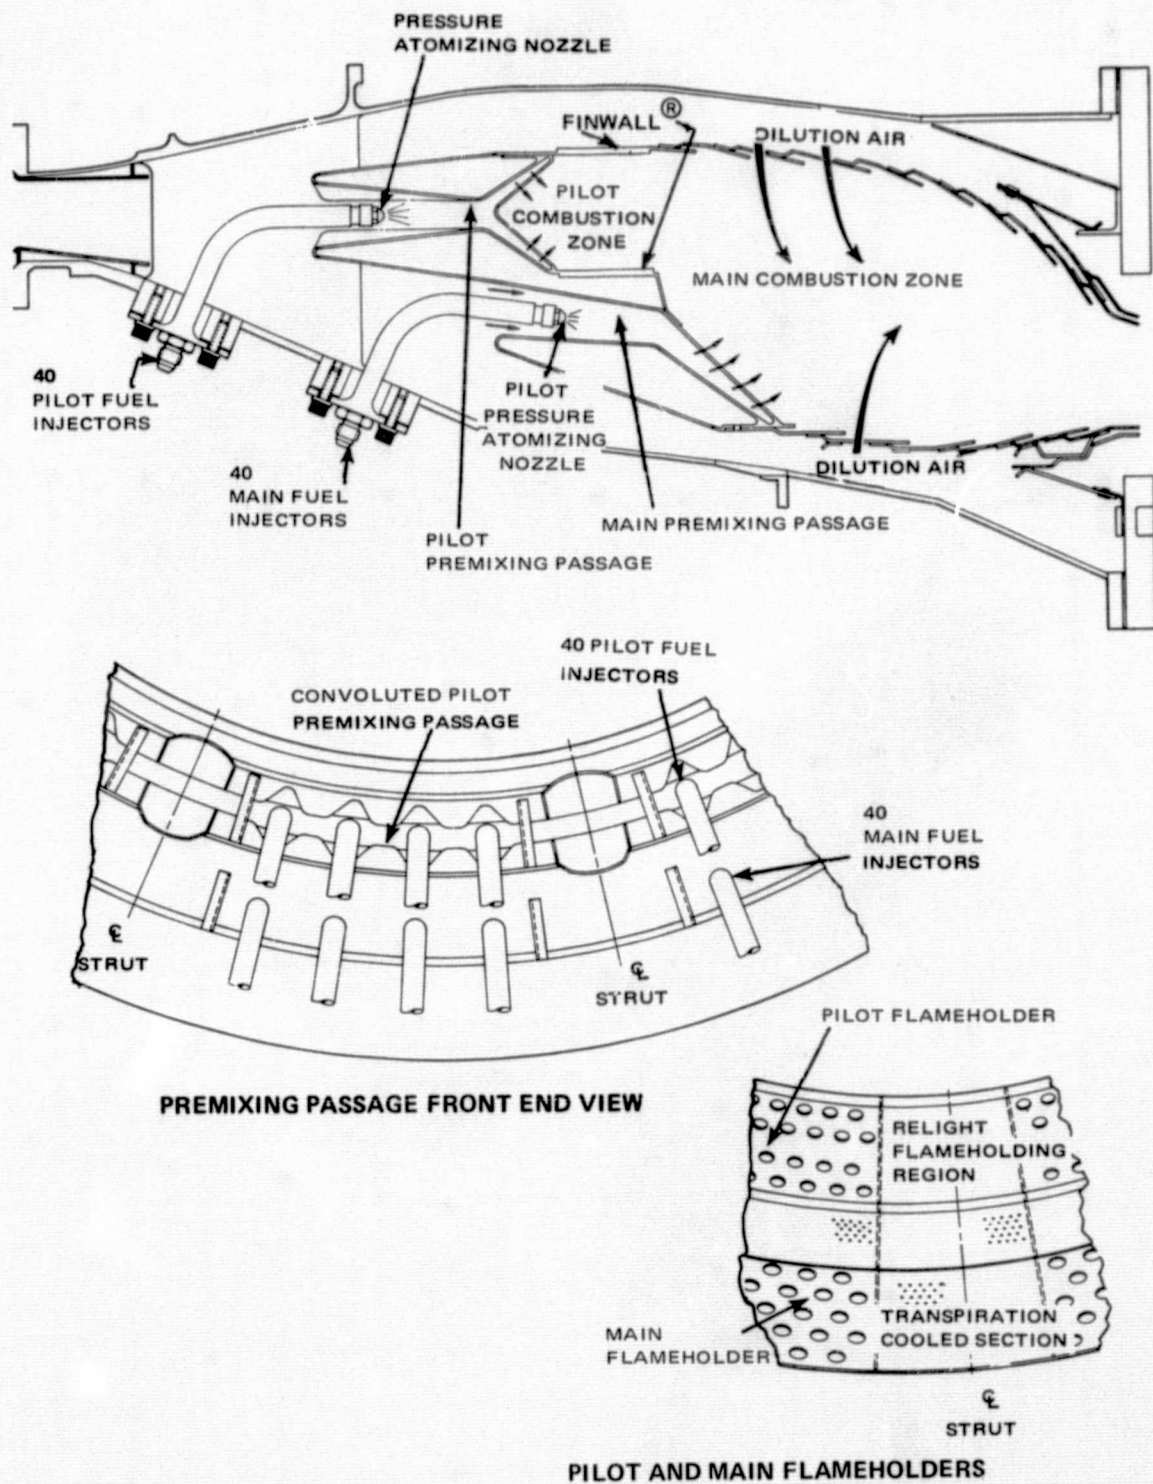 PRESSURE
ATOMIZING NOZZLE
FINWALL ®
DILUTION AIR
PILOT
COMBUSTION
ZONE
MAIN COMBUSTION ZONE
40
PILOT FUEL
INJECTORS
PILOT
PRESSURE
ATOMIZING
NOZZLE
40
MAIN FUEL
INJECTORS
DILUTION AIR
MAIN PREMIXING PASSAGE
PILOT
PREMIXING PASSAGE
40 PILOT FUEL
INJECTORS
CONVOLUTED PILOT
PREMIXING PASSAGE
40
MAIN FUEL
INJECTORS
℄
STRUT
℄
STRUT
PREMIXING PASSAGE FRONT END VIEW
PILOT FLAMEHOLDER
RELIGHT
FLAMEHOLDING
REGION
TRANSPIRATION
COOLED SECTION
MAIN
FLAMEHOLDER
℄
STRUT
PILOT AND MAIN FLAMEHOLDERS